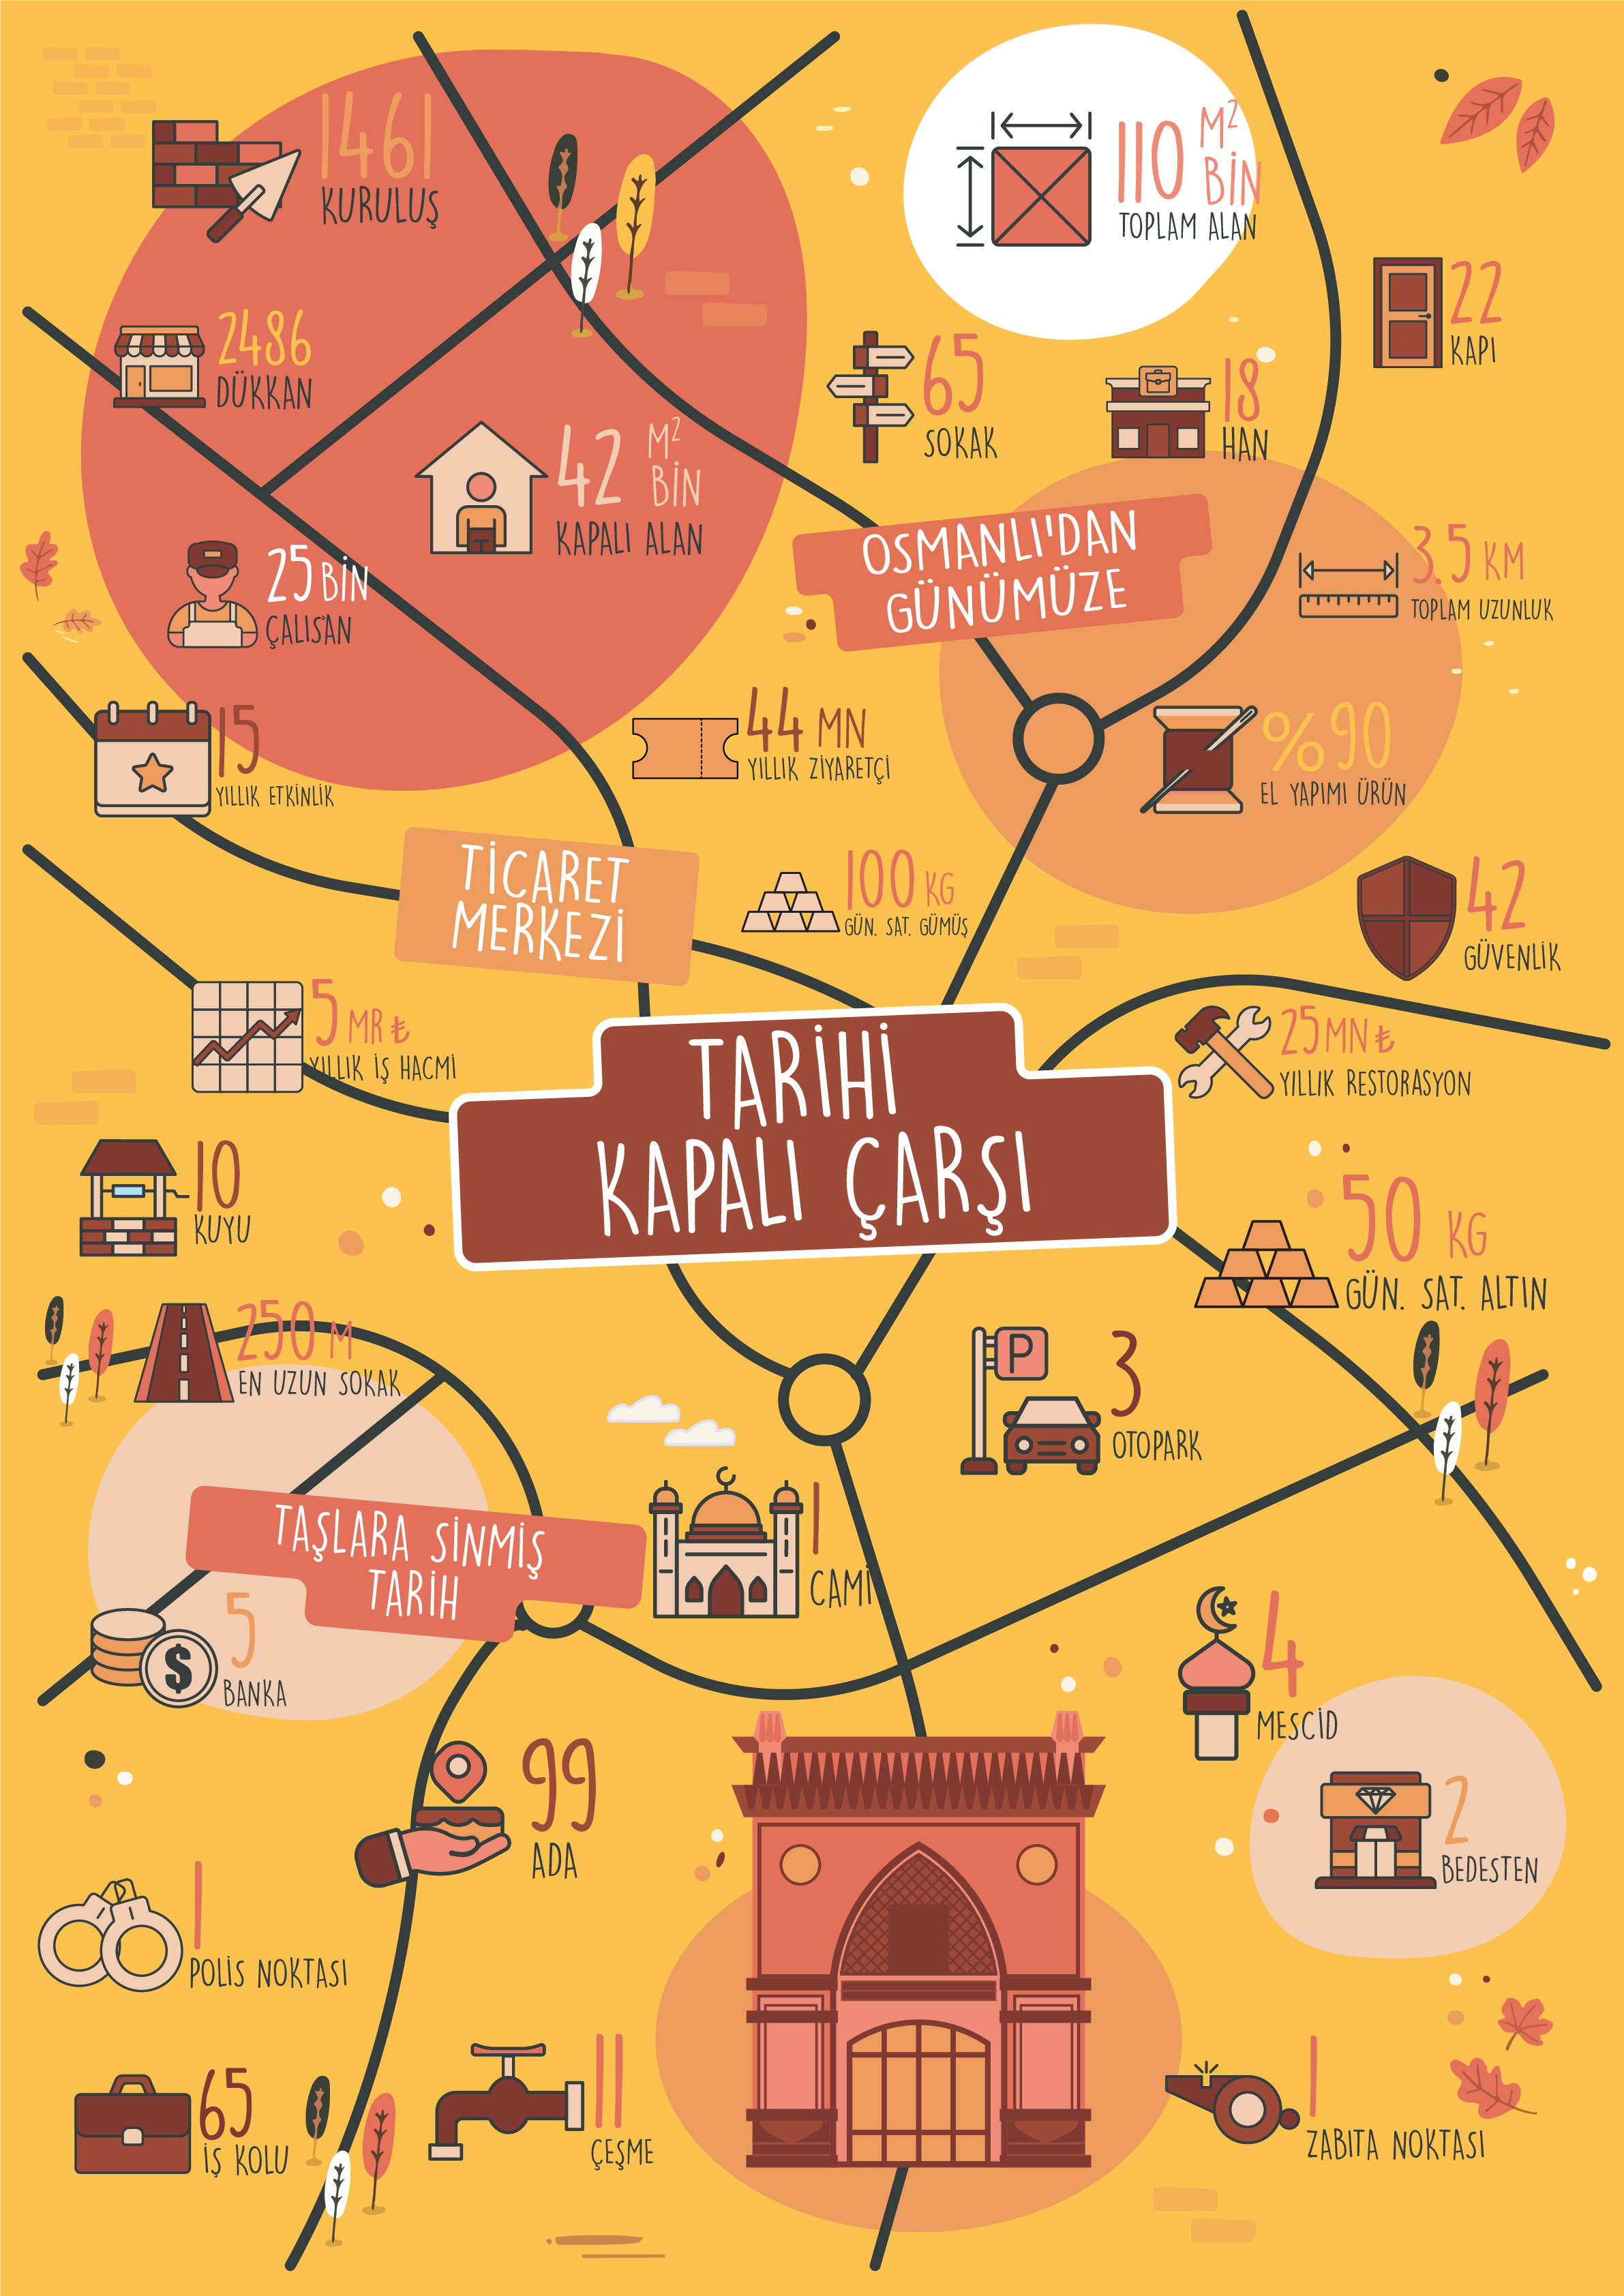 1461
KURULUŞ
110 M²
BİN
TOPLAM ALAN
2486
DÜKKAN
22
KAPI
65
SOKAK
18
HAN
42 M²
BİN
KAPALI ALAN
OSMANLI'DAN
GÜNÜMÜZE
25 BİN
ÇALIŞAN
3.5 KM
TOPLAM UZUNLUK
15
YILLIK ETKİNLİK
44 MN
YILLIK ZİYARETÇİ
%90
EL YAPIMI ÜRÜN
TİCARET
MERKEZİ
100 KG
GÜN. SAT. GÜMÜŞ
42
GÜVENLİK
5 MR ₺
YILLIK İŞ HACMİ
25 MN ₺
YILLIK RESTORASYON
TARİHİ
KAPALI ÇARŞI
10
KUYU
50 KG
GÜN. SAT. ALTIN
250 M
EN UZUN SOKAK
P
3
OTOPARK
TAŞLARA SİNMİŞ
TARİH
1
CAMİ
$
5
BANKA
4
MESCİD
99
ADA
2
BEDESTEN
1
POLİS NOKTASI
65
İŞ KOLU
11
ÇEŞME
1
ZABITA NOKTASI